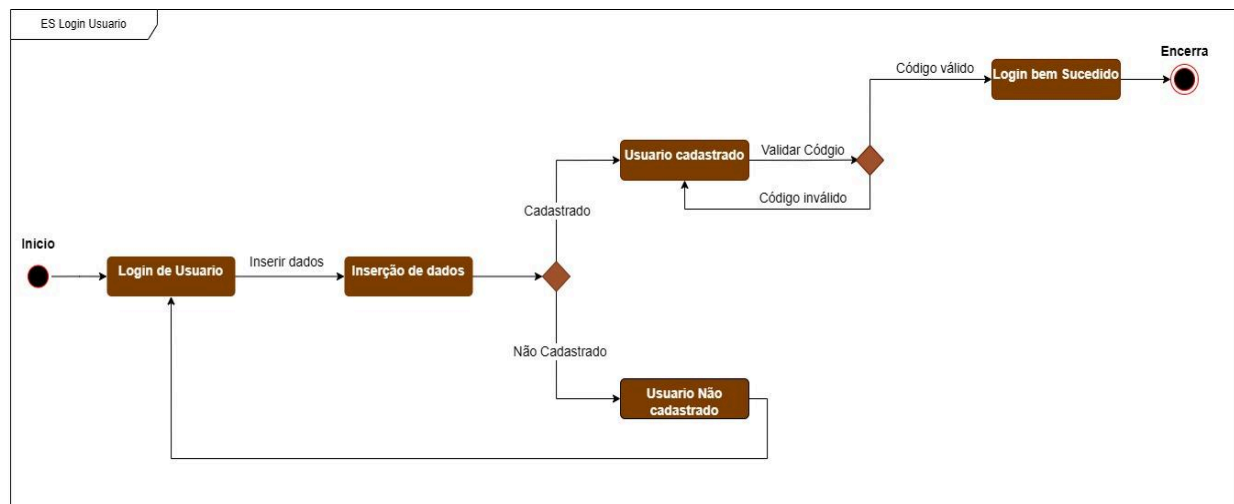 ES Login Usuario
Encerra
Código válido
Login bem Sucedido
Usuario cadastrado
Validar Códgio
Código inválido
Cadastrado
Inicio
Login de Usuario
Inserir dados
Inserção de dados
Não Cadastrado
Usuario Não
cadastrado